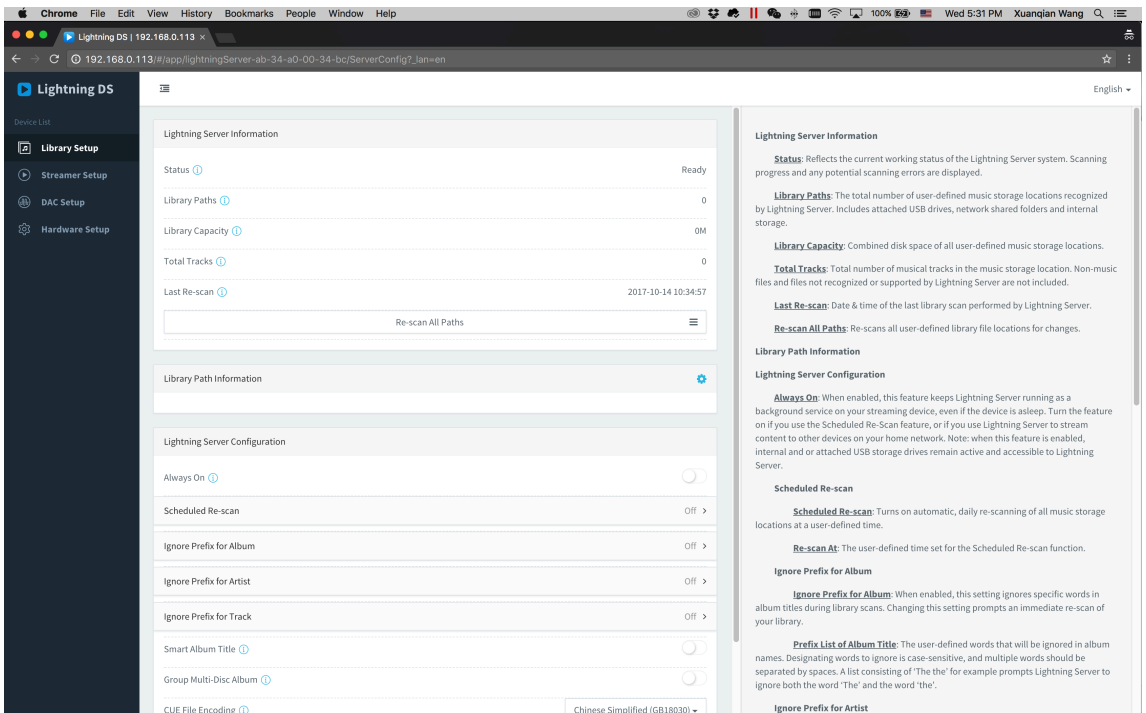 Chrome File Edit View History Bookmarks People Window Help
100% Wed 5:31 PM Xuanqian Wang
Lightning DS | 192.168.0.113
192.168.0.113/#/app/lightningServer-ab-34-a0-00-34-bc/ServerConfig?_lan=en
Lightning DS
English
Device List
Library Setup
Streamer Setup
DAC Setup
Hardware Setup
Lightning Server Information
Status Ready
Library Paths 0
Library Capacity 0M
Total Tracks 0
Last Re-scan 2017-10-14 10:34:57
Re-scan All Paths
Library Path Information
Lightning Server Configuration
Always On
Scheduled Re-scan Off
Ignore Prefix for Album Off
Ignore Prefix for Artist Off
Ignore Prefix for Track Off
Smart Album Title
Group Multi-Disc Album
CUE File Encoding Chinese Simplified (GB18030)
Lightning Server Information
Status: Reflects the current working status of the Lightning Server system. Scanning
progress and any potential scanning errors are displayed.
Library Paths: The total number of user-defined music storage locations recognized
by Lightning Server. Includes attached USB drives, network shared folders and internal
storage.
Library Capacity: Combined disk space of all user-defined music storage locations.
Total Tracks: Total number of musical tracks in the music storage location. Non-music
files and files not recognized or supported by Lightning Server are not included.
Last Re-scan: Date & time of the last library scan performed by Lightning Server.
Re-scan All Paths: Re-scans all user-defined library file locations for changes.
Library Path Information
Lightning Server Configuration
Always On: When enabled, this feature keeps Lightning Server running as a
background service on your streaming device, even if the device is asleep. Turn the feature
on if you use the Scheduled Re-Scan feature, or if you use Lightning Server to stream
content to other devices on your home network. Note: when this feature is enabled,
internal and or attached USB storage drives remain active and accessible to Lightning
Server.
Scheduled Re-scan
Scheduled Re-scan: Turns on automatic, daily re-scanning of all music storage
locations at a user-defined time.
Re-scan At: The user-defined time set for the Scheduled Re-scan function.
Ignore Prefix for Album
Ignore Prefix for Album: When enabled, this setting ignores specific words in
album titles during library scans. Changing this setting prompts an immediate re-scan of
your library.
Prefix List of Album Title: The user-defined words that will be ignored in album
names. Designating words to ignore is case-sensitive, and multiple words should be
separated by spaces. A list consisting of 'The the' for example prompts Lightning Server to
ignore both the word 'The' and the word 'the'.
Ignore Prefix for Artist